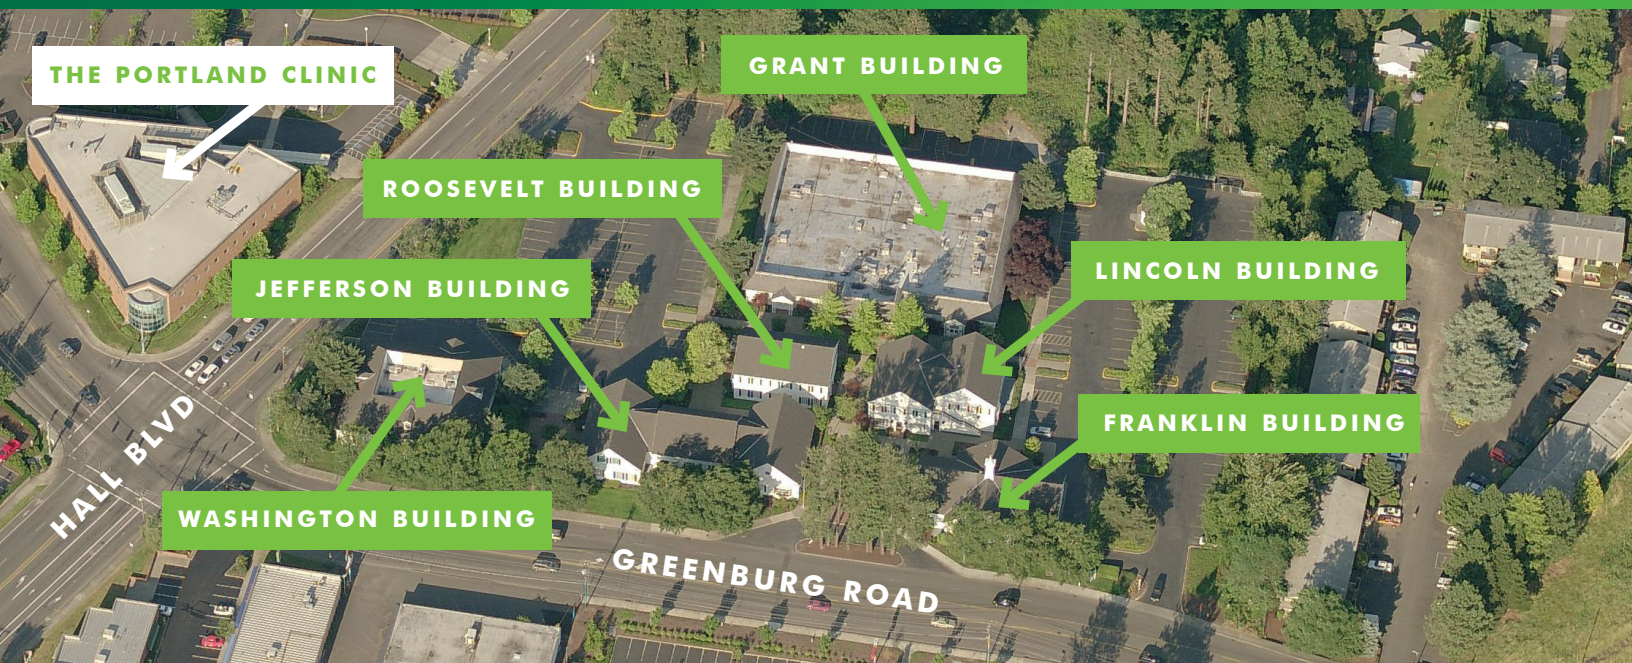 THE PORTLAND CLINIC
GRANT BUILDING
ROOSEVELT BUILDING
LINCOLN BUILDING
JEFFERSON BUILDING
FRANKLIN BUILDING
HALL BLVD
WASHINGTON BUILDING
GREENBURG ROAD